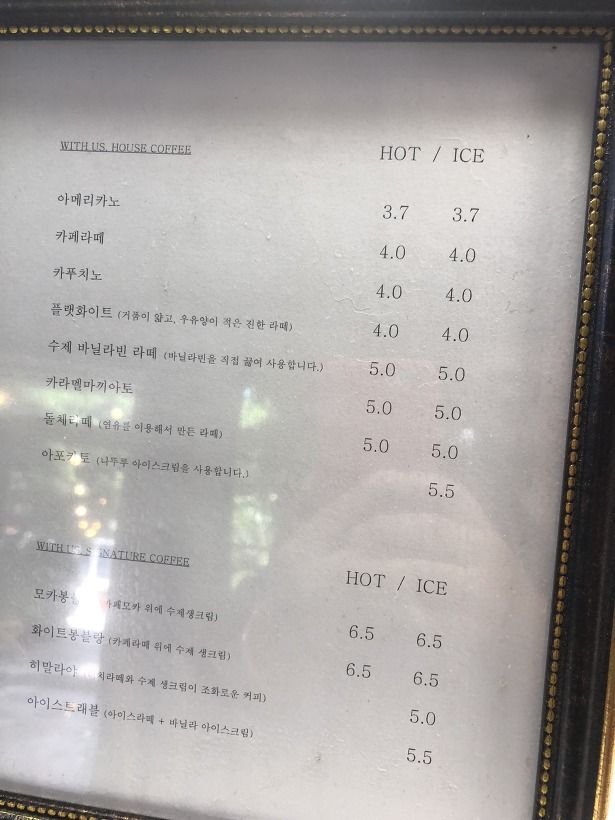 WITH US. HOUSE COFFEE HOT / ICE
아메리카노 3.7 3.7
카페라떼 4.0 4.0
카푸치노 4.0 4.0
플랫화이트 (거품이 얇고, 우유양이 적은 진한 라떼) 4.0 4.0
수제 바닐라빈 라떼 (바닐라빈을 직접 끓여 사용합니다.) 5.0 5.0
카라멜마끼아토 5.0 5.0
돌체라떼 (연유를 이용해서 만든 라떼) 5.0 5.0
아포가토 (나뚜루 아이스크림을 사용합니다.) 5.5
WITH US. SIGNATURE COFFEE HOT / ICE
위에 수제생크림) 6.5 6.5
화이트몽블랑 (카페라떼 위에 수제 생크림) 6.5 6.5
히말라야 수제 생크림이 조화로운 커피) 5.0
아이스트래블 (아이스라떼 + 바닐라 아이스크림) 5.5